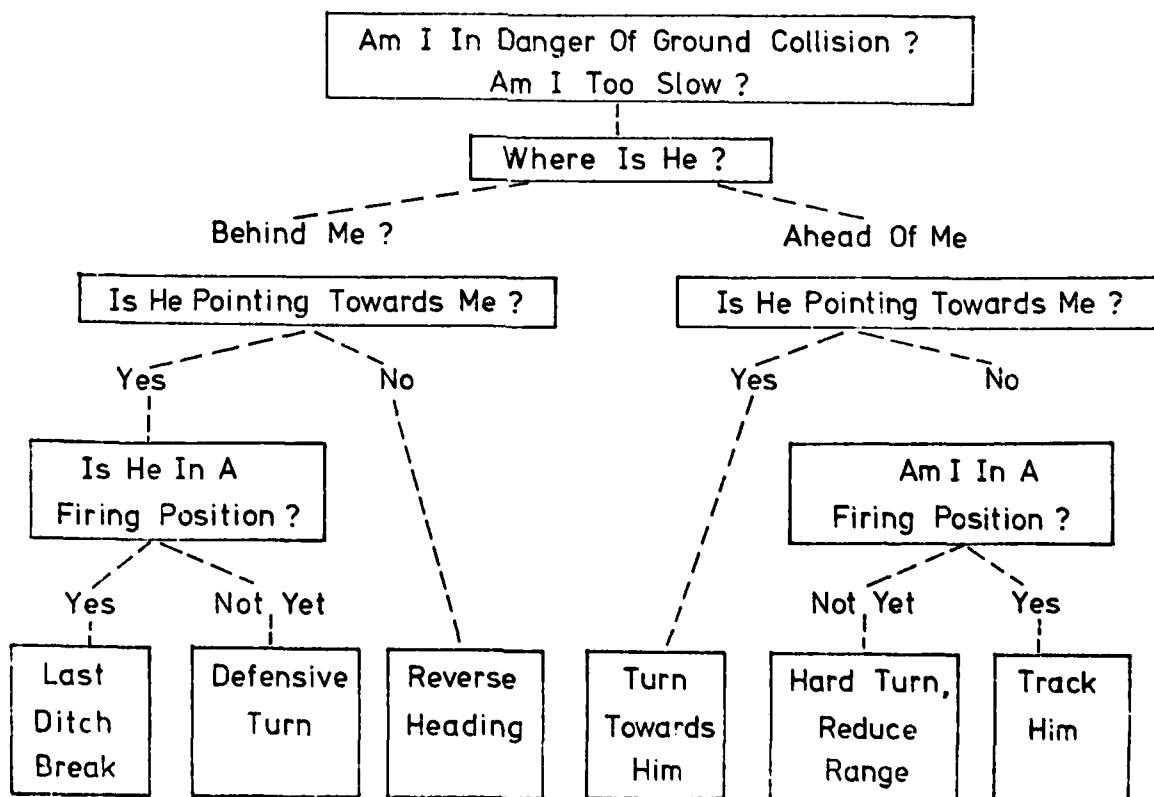 Am I In Danger Of Ground Collision ?
Am I Too Slow ?
Where Is He ?
Behind Me ?
Ahead Of Me
Is He Pointing Towards Me ?
Is He Pointing Towards Me ?
Yes
No
Yes
No
Is He In A
Firing Position ?
Am I In A
Firing Position ?
Yes
Not Yet
Not Yet
Yes
Last
Ditch
Break
Defensive
Turn
Reverse
Heading
Turn
Towards
Him
Hard Turn,
Reduce
Range
Track
Him